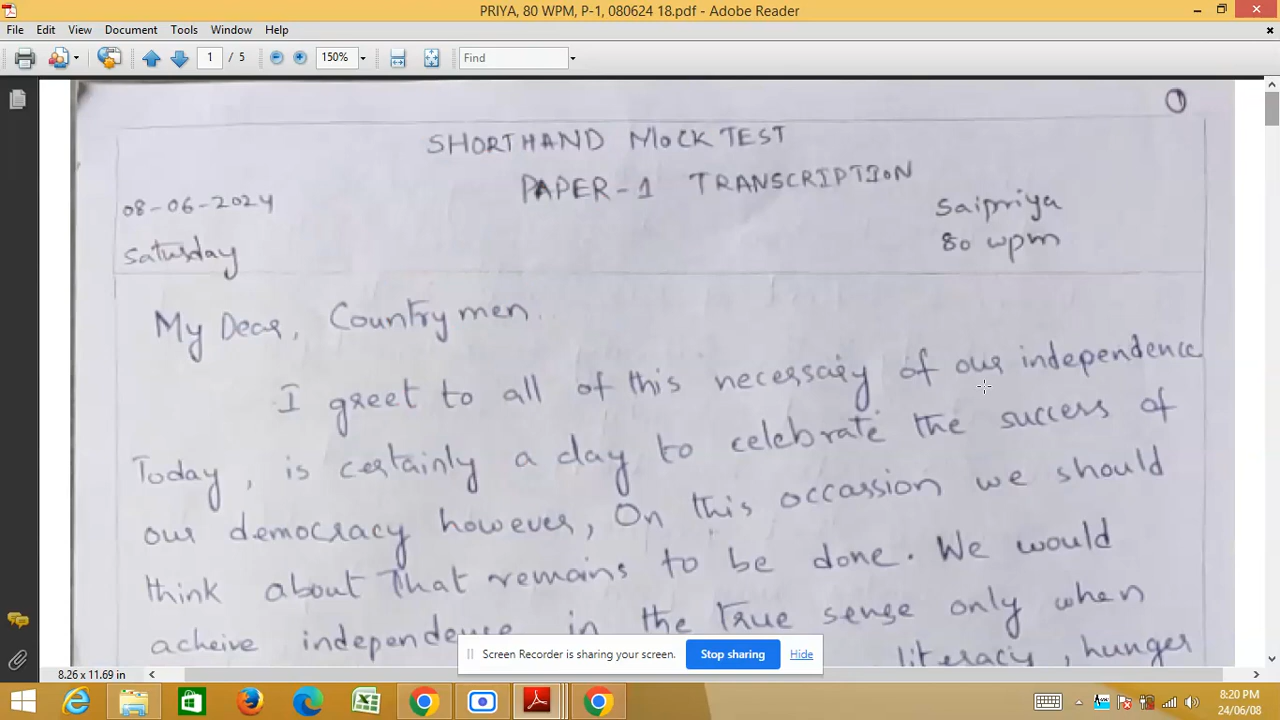 PRIYA, 80 WPM, P-1, 080624 18.pdf - Adobe Reader
File Edit View Document Tools Window Help
1 / 5 150% Find
1
SHORTHAND MOCK TEST
PAPER-1 TRANSCRIPTION
08-06-2024
Saturday
Saipriya
80 wpm
My Dear, Country men.
I greet to all of this necessary of our independence
Today, is certainly a day to celebrate the success of
our democracy however, On this occassion we should
think about That remains to be done. We would
acheive independence in the True sense only when
literacy, hunger
Screen Recorder is sharing your screen. Stop sharing Hide
8.26 x 11.69 in
8:20 PM
24/06/08